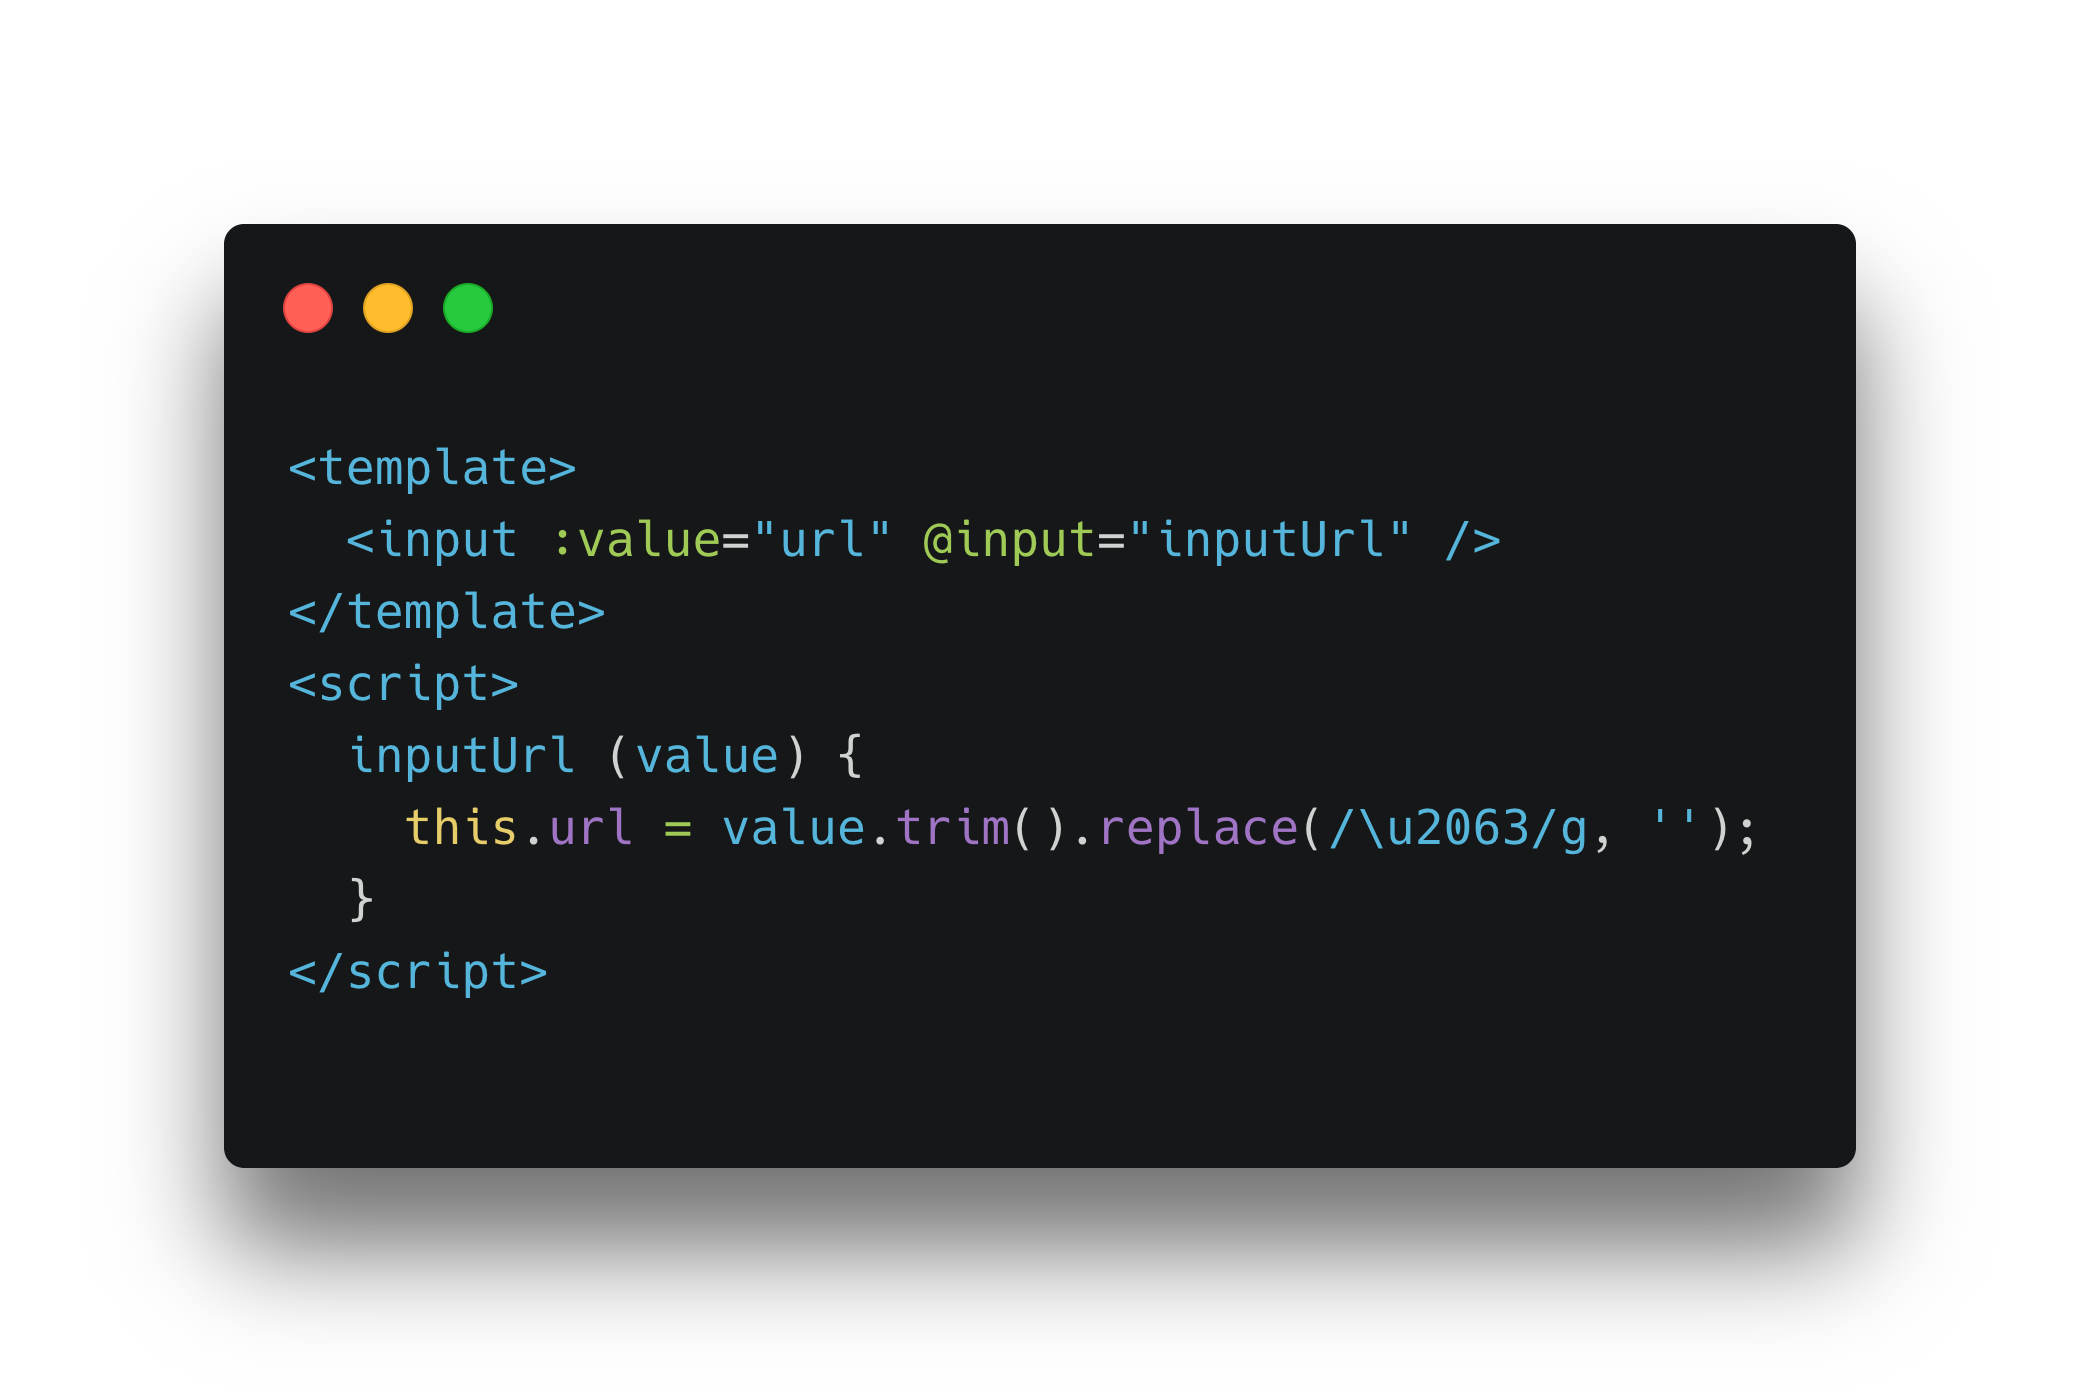 <template>
  <input :value="url" @input="inputUrl" />
</template>
<script>
  inputUrl (value) {
    this.url = value.trim().replace(/\u2063/g, '');
  }
</script>